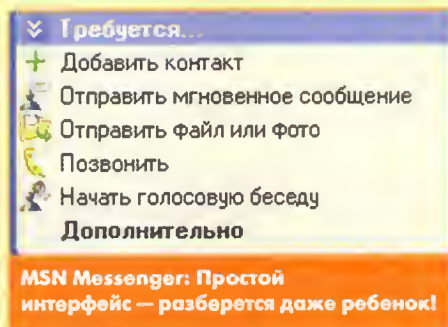 Требуется...
Добавить контакт
Отправить мгновенное сообщение
Отправить файл или фото
Позвонить
Начать голосовую беседу
Дополнительно
MSN Messenger: Простой
интерфейс — разберется даже ребенок!